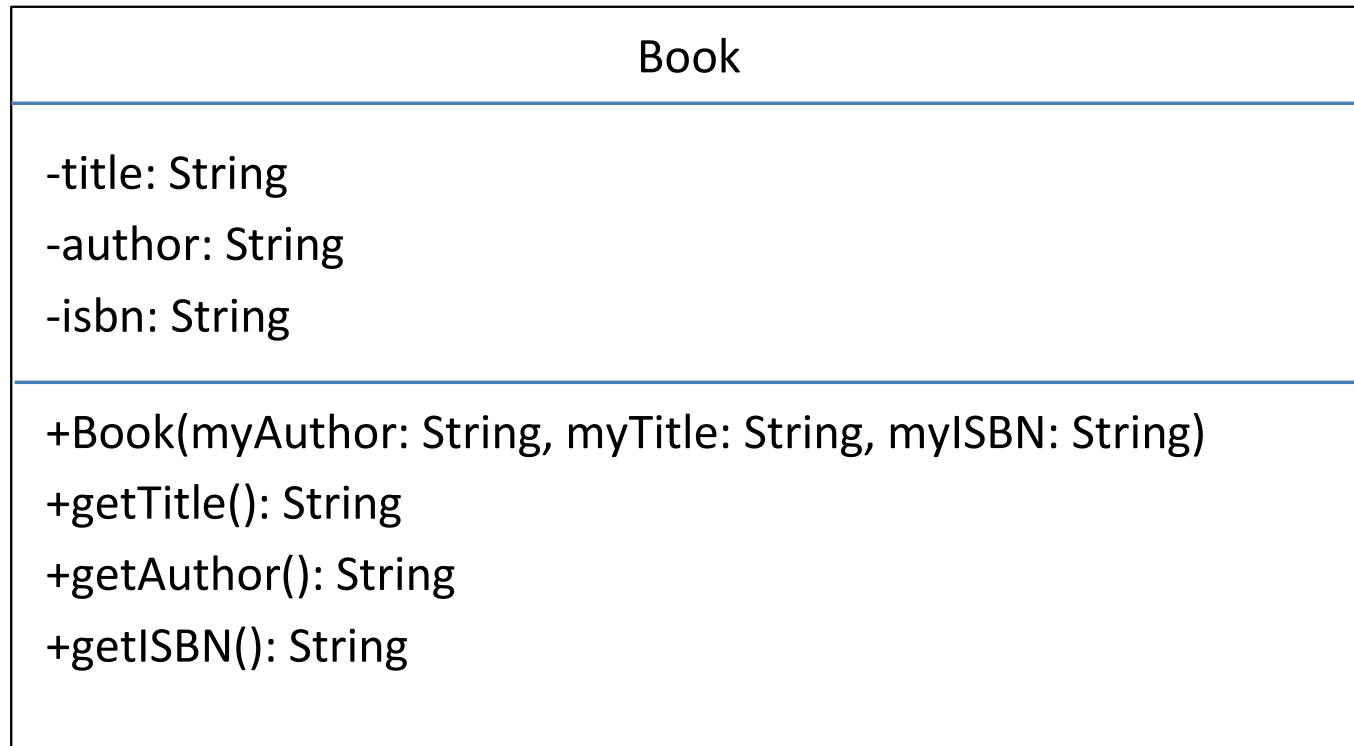 Book
-title: String
-author: String
-isbn: String
+Book(myAuthor: String, myTitle: String, myISBN: String)
+getTitle(): String
+getAuthor(): String
+getISBN(): String